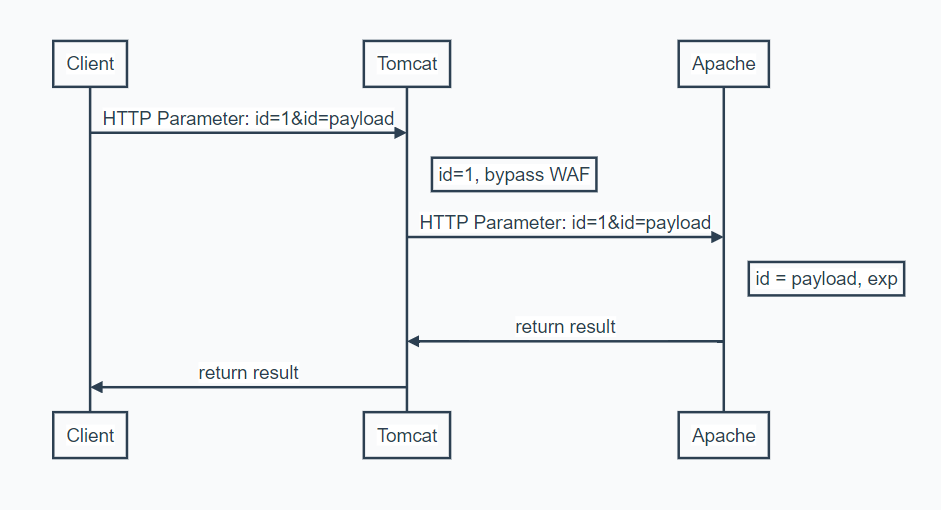 Client
Tomcat
Apache
HTTP Parameter: id=1&id=payload
id=1, bypass WAF
HTTP Parameter: id=1&id=payload
id = payload, exp
return result
return result
Client
Tomcat
Apache